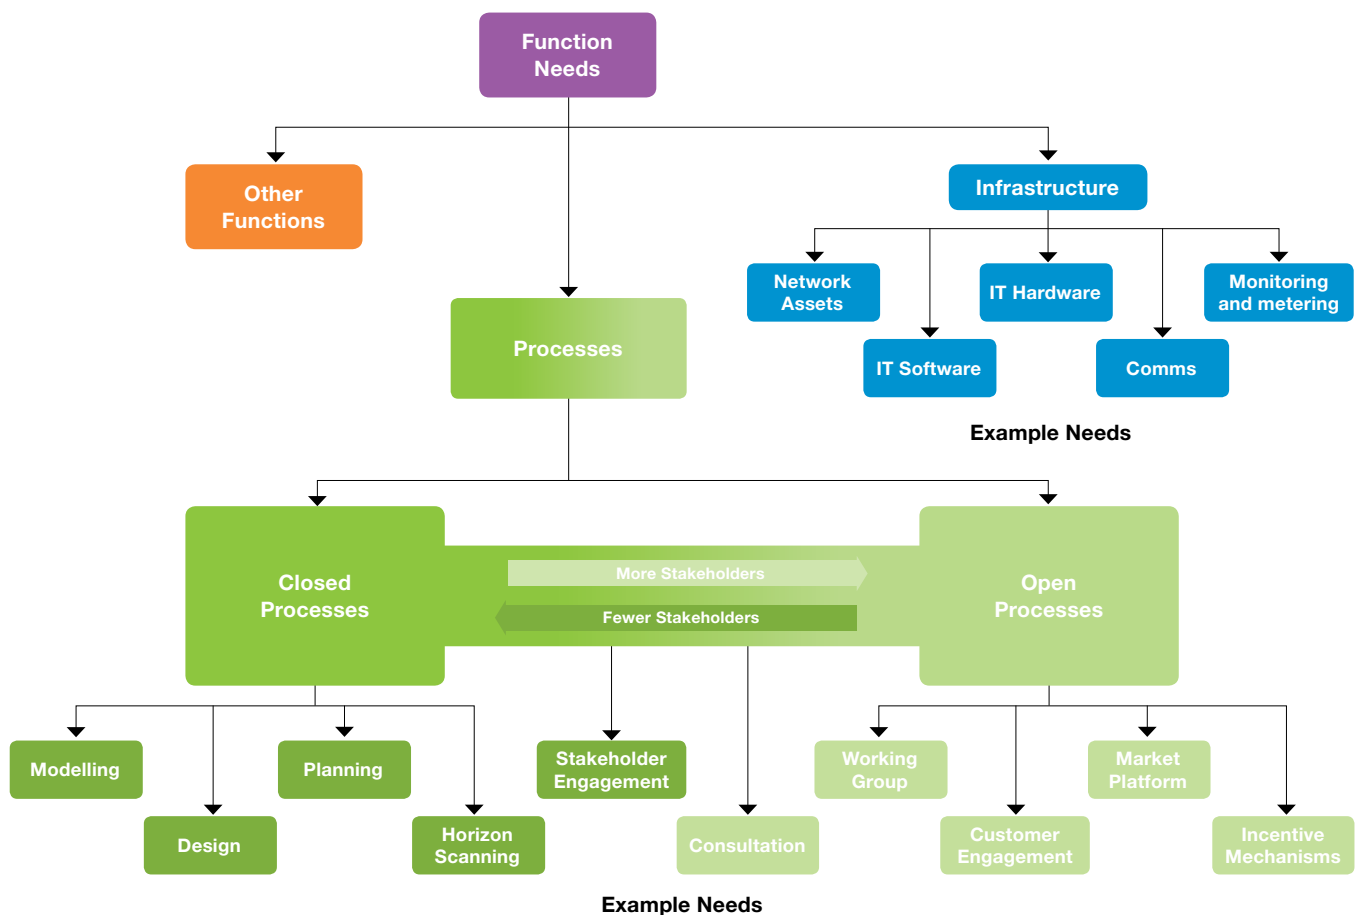 Function
Needs
Other
Functions
Infrastructure
Network
Assets
IT Hardware
Monitoring
and metering
IT Software
Comms
Example Needs
Processes
Closed
Processes
More Stakeholders
Fewer Stakeholders
Open
Processes
Modelling
Planning
Stakeholder
Engagement
Working
Group
Market
Platform
Design
Horizon
Scanning
Consultation
Customer
Engagement
Incentive
Mechanisms
Example Needs